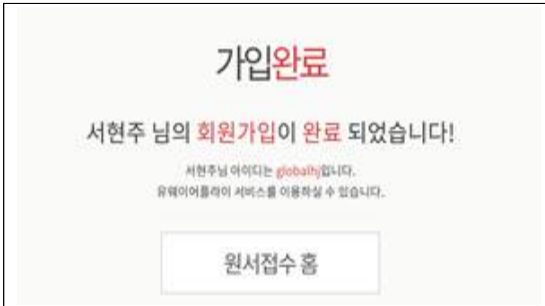 가입완료
서현주 님의 회원가입이 완료 되었습니다!
서현주님 아이디는 globalhj입니다.
유웨이어플라이 서비스를 이용하실 수 있습니다.
원서접수 홈